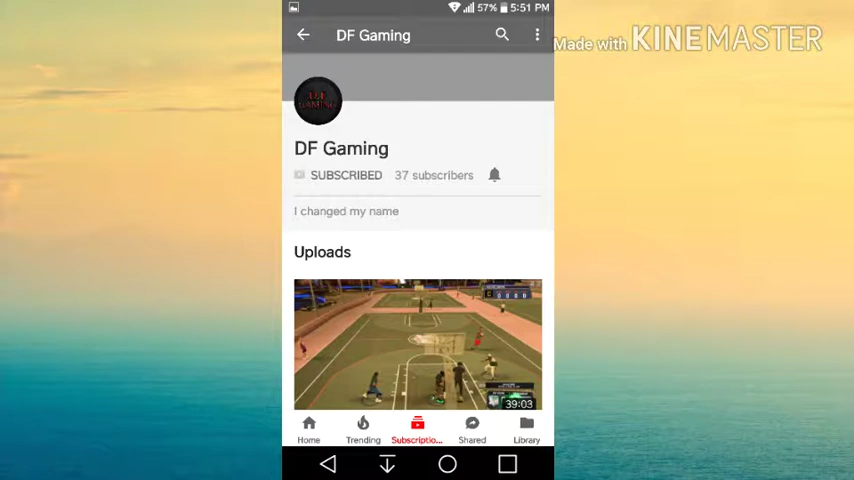 57% 5:51 PM
DF Gaming
Made with KINEMASTER
DF Gaming
SUBSCRIBED 37 subscribers
I changed my name
Uploads
39:03
Home Trending Subscriptio... Shared Library